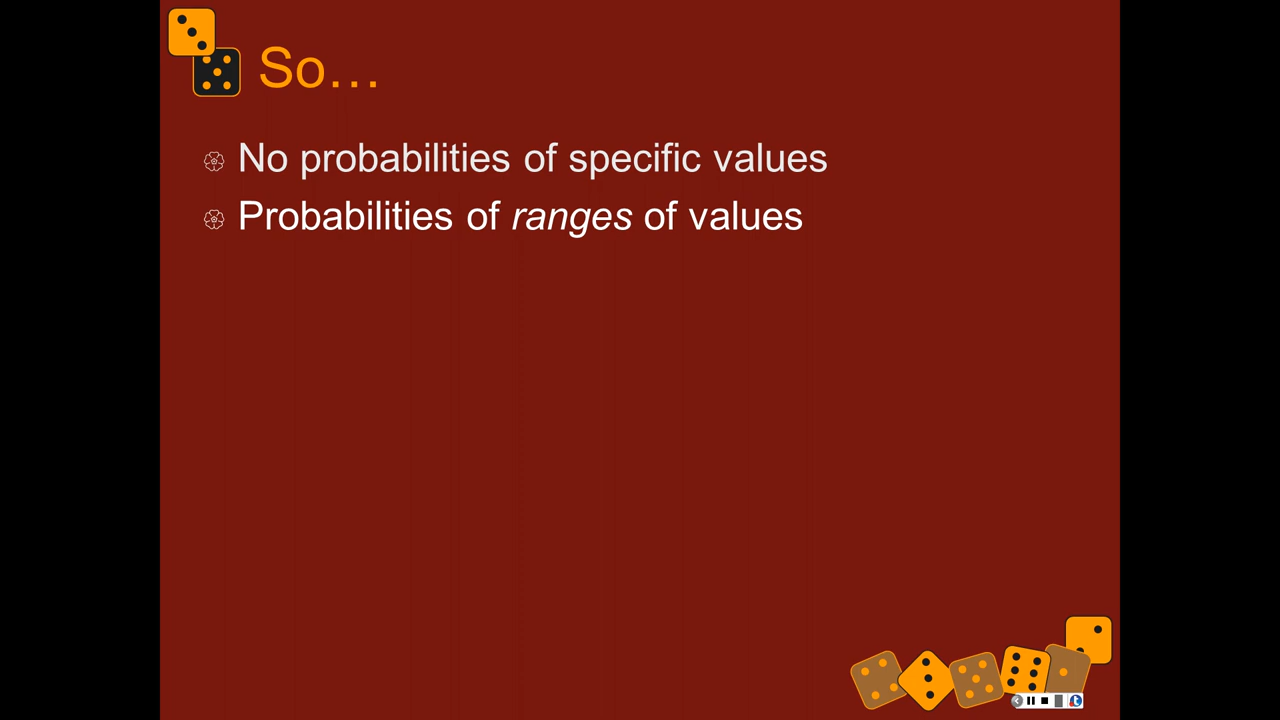 So…
No probabilities of specific values
Probabilities of ranges of values